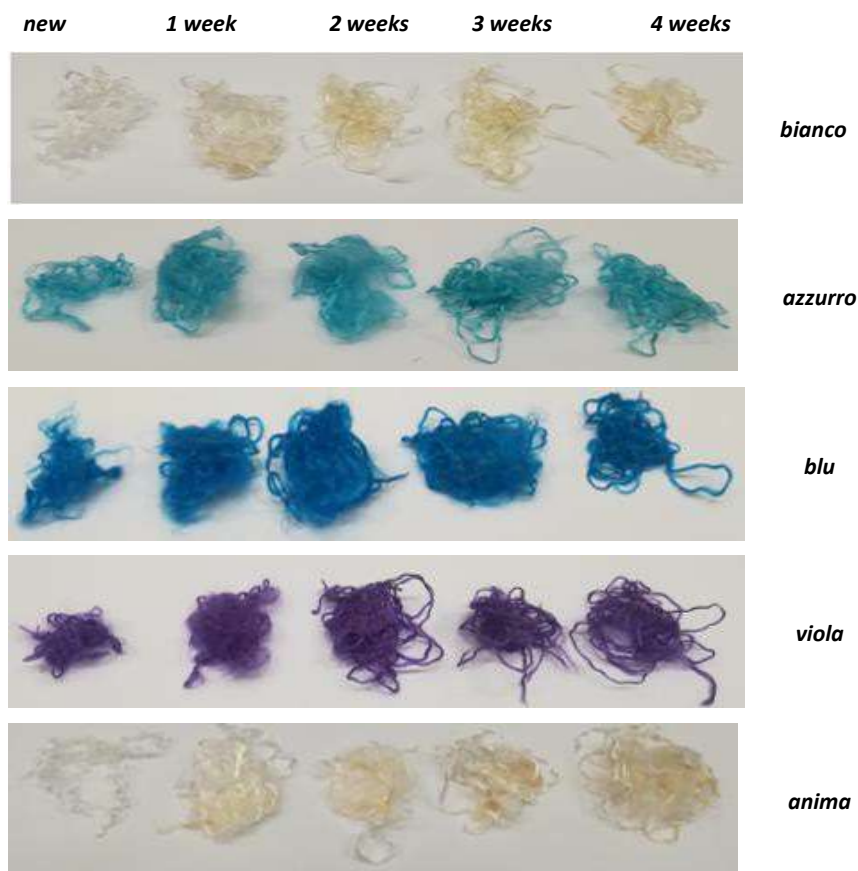 new 1 week 2 weeks 3 weeks 4 weeks
bianco
azzurro
blu
viola
anima